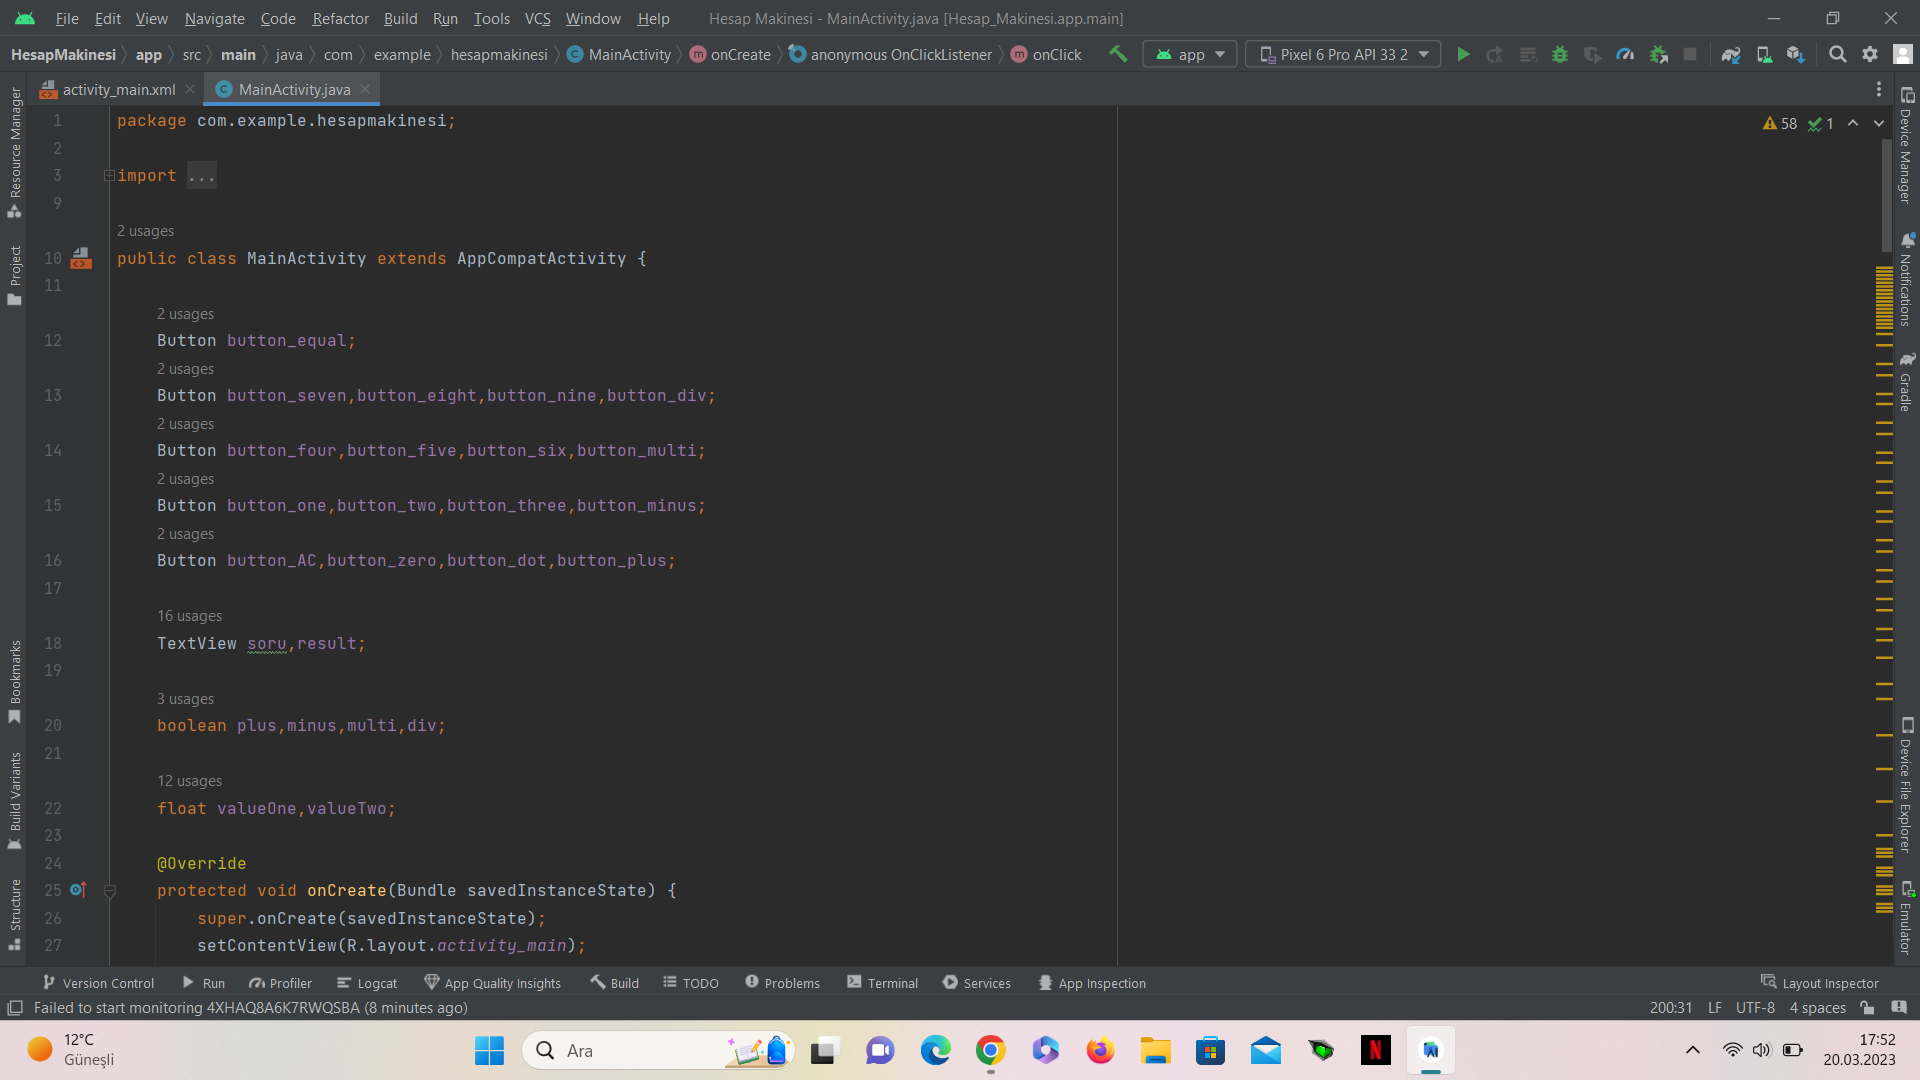 File Edit View Navigate Code Refactor Build Run Tools VCS Window Help Hesap Makinesi - MainActivity.java [Hesap_Makinesi.app.main]
HesapMakinesi app src main java com example hesapmakinesi MainActivity onCreate anonymous OnClickListener onClick app Pixel 6 Pro API 33 2
activity_main.xml MainActivity.java
58 1
1 package com.example.hesapmakinesi;
2
3 import ...
9
2 usages
10 public class MainActivity extends AppCompatActivity {
11
2 usages
12 Button button_equal;
2 usages
13 Button button_seven,button_eight,button_nine,button_div;
2 usages
14 Button button_four,button_five,button_six,button_multi;
2 usages
15 Button button_one,button_two,button_three,button_minus;
2 usages
16 Button button_AC,button_zero,button_dot,button_plus;
17
16 usages
18 TextView soru,result;
19
3 usages
20 boolean plus,minus,multi,div;
21
12 usages
22 float valueOne,valueTwo;
23
24 @Override
25 protected void onCreate(Bundle savedInstanceState) {
26 super.onCreate(savedInstanceState);
27 setContentView(R.layout.activity_main);
Resource Manager
Project
Bookmarks
Build Variants
Structure
Device Manager
Notifications
Gradle
Device File Explorer
Emulator
Version Control Run Profiler Logcat App Quality Insights Build TODO Problems Terminal Services App Inspection Layout Inspector
Failed to start monitoring 4XHAQ8A6K7RWQSBA (8 minutes ago) 200:31 LF UTF-8 4 spaces
12°C
Güneşli
Ara
17:52
20.03.2023